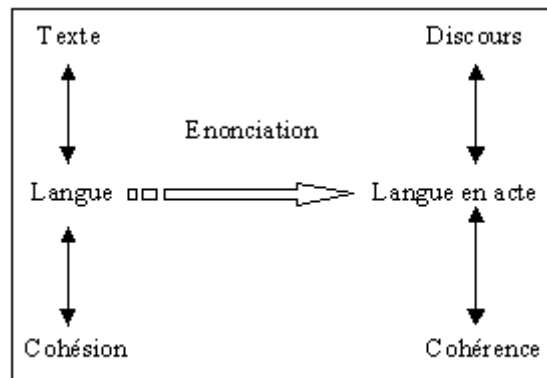 Texte Discours
Enonciation
Langue Langue en acte
Cohésion Cohérence